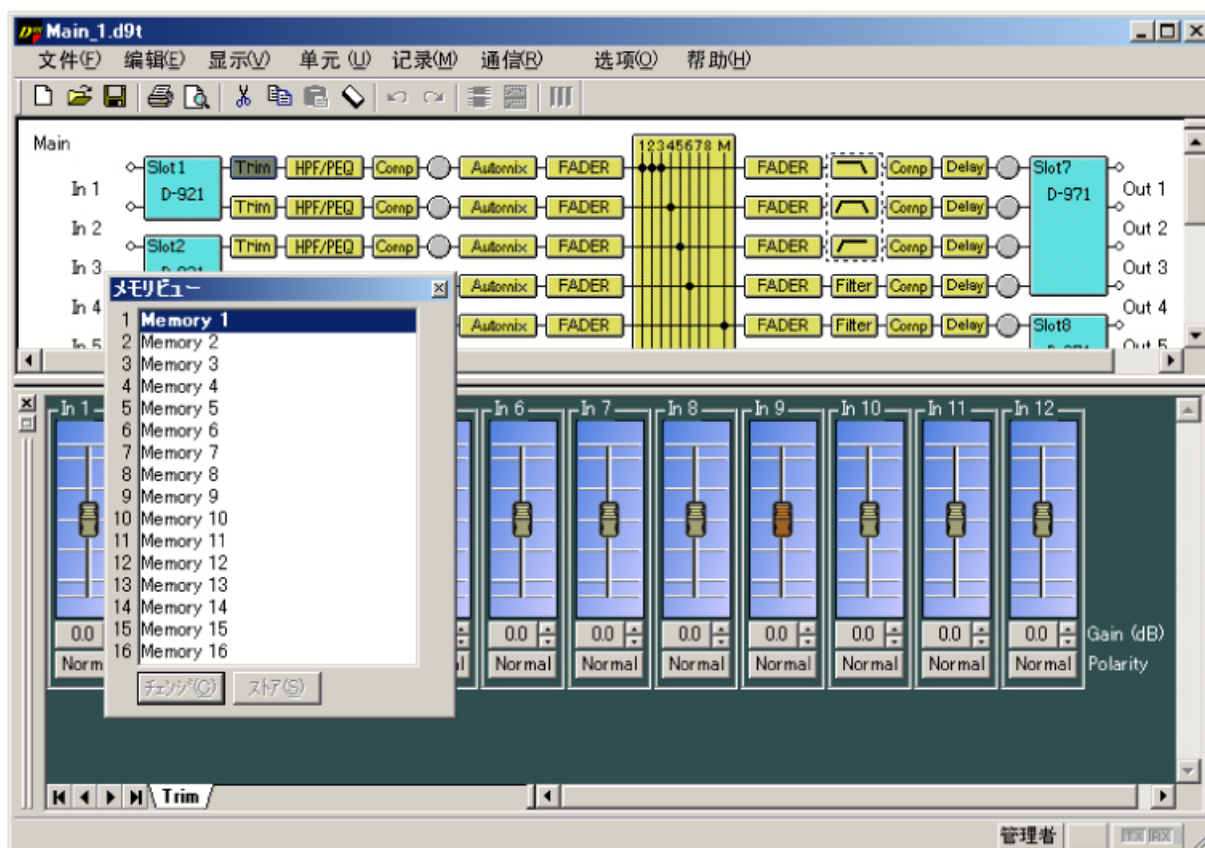 Main_1.d9t
文件(F) 编辑(E) 显示(V) 单元 (U) 记录(M) 通信(R) 选项(O) 帮助(H)
Main
12345678 M
Slot1 Trim HPF/PEQ Comp Automix FADER FADER Comp Delay Slot7
In 1 D-921 D-971 Out 1
Trim HPF/PEQ Comp Automix FADER FADER Comp Delay
In 2 Out 2
Slot2 Trim HPF/PEQ Comp Automix FADER FADER Comp Delay
In 3 D-921 Out 3
Automix FADER FADER Filter Comp Delay
In 4 Out 4
Automix FADER FADER Filter Comp Delay Slot8
In 5 D-971 Out 5
メモリビュー
1 Memory 1
2 Memory 2
3 Memory 3
4 Memory 4
5 Memory 5
6 Memory 6
7 Memory 7
8 Memory 8
9 Memory 9
10 Memory 10
11 Memory 11
12 Memory 12
13 Memory 13
14 Memory 14
15 Memory 15
16 Memory 16
チェンジ(C) ストア(S)
In 1 In 6 In 7 In 8 In 9 In 10 In 11 In 12
0.0 0.0 0.0 0.0 0.0 0.0 0.0 0.0 Gain (dB)
Norm Normal Normal Normal Normal Normal Normal Normal Polarity
Trim
管理者 TX RX